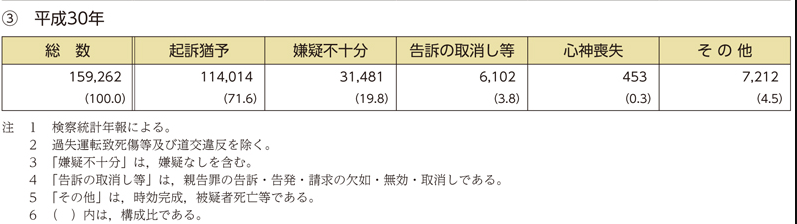 ③ 平成30年
総 数 起訴猶予 嫌疑不十分 告訴の取消し等 心神喪失 そ の 他
159,262 114,014 31,481 6,102 453 7,212
(100.0) (71.6) (19.8) (3.8) (0.3) (4.5)
注 1 検察統計年報による。
2 過失運転致死傷等及び道交違反を除く。
3 「嫌疑不十分」は，嫌疑なしを含む。
4 「告訴の取消し等」は，親告罪の告訴・告発・請求の欠如・無効・取消しである。
5 「その他」は，時効完成，被疑者死亡等である。
6 （ ）内は，構成比である。